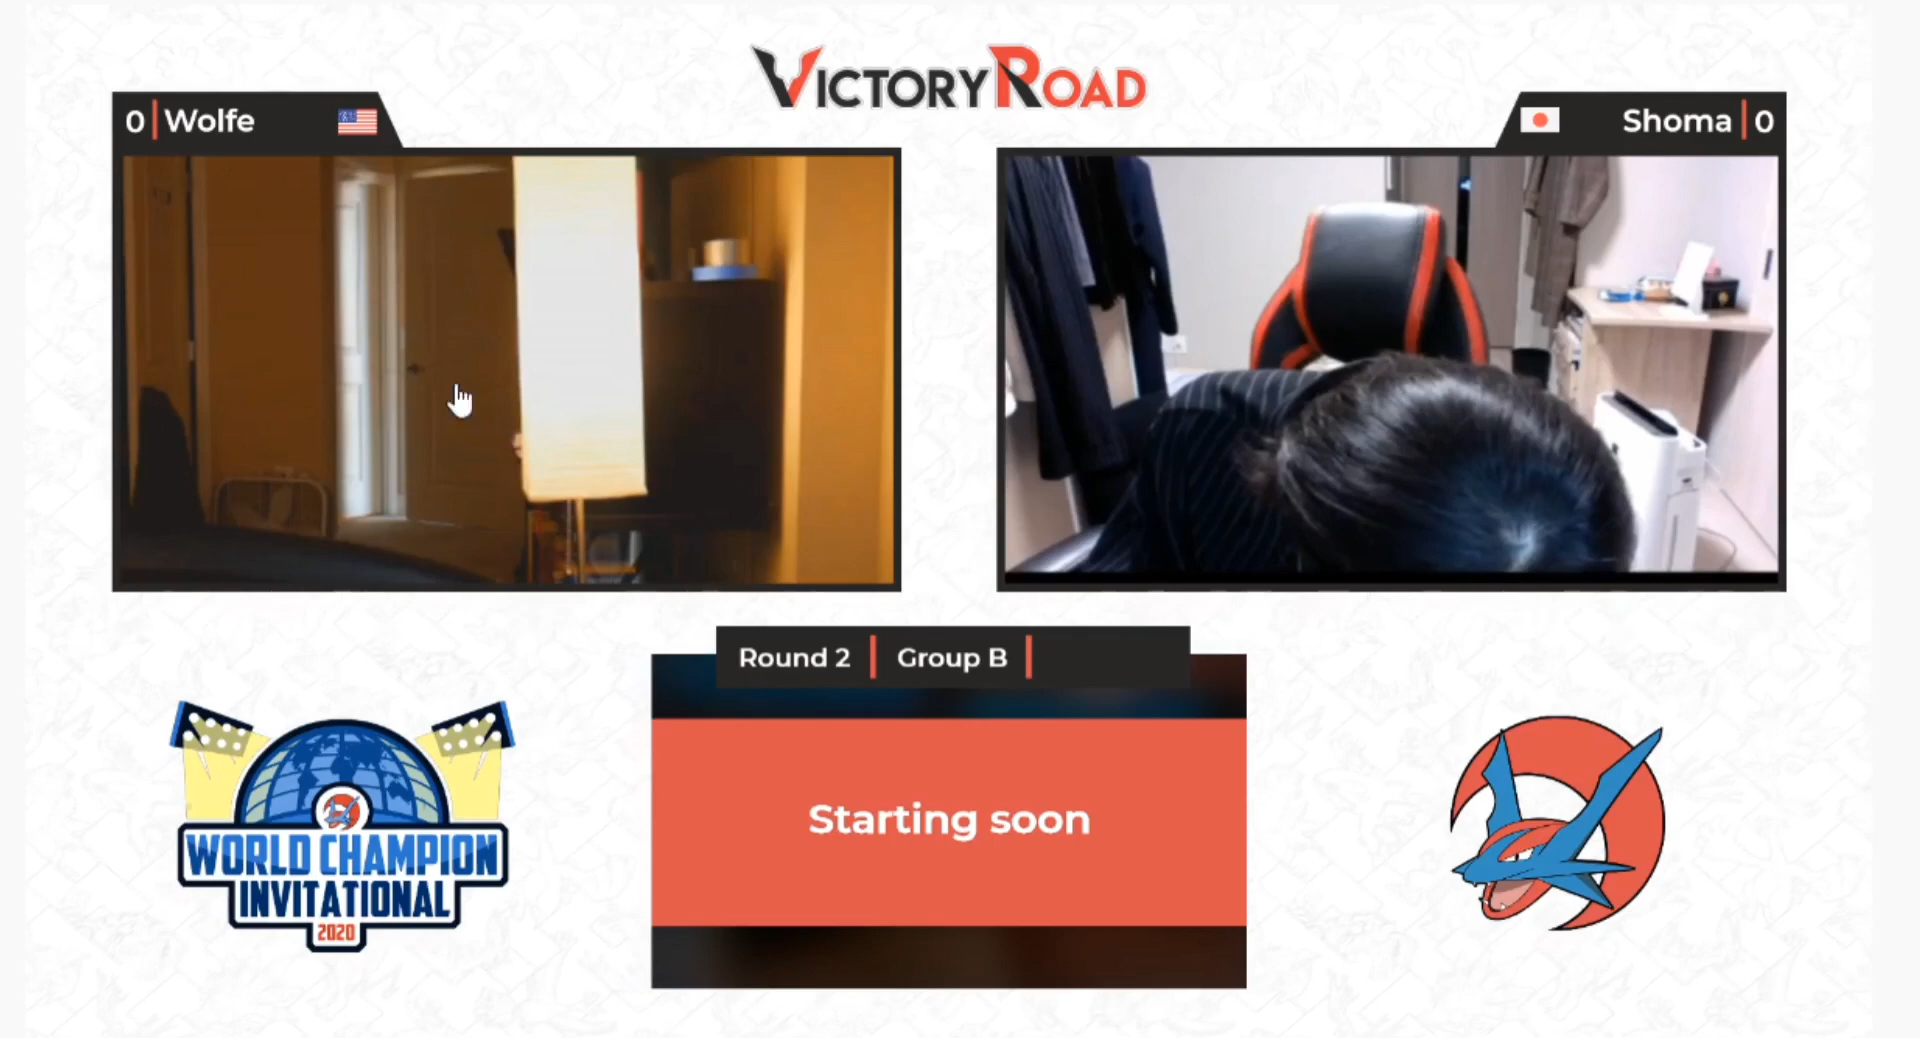 VICTORYROAD
0 Wolfe
Shoma 0
Round 2 Group B
Starting soon
WORLD CHAMPION
INVITATIONAL
2020